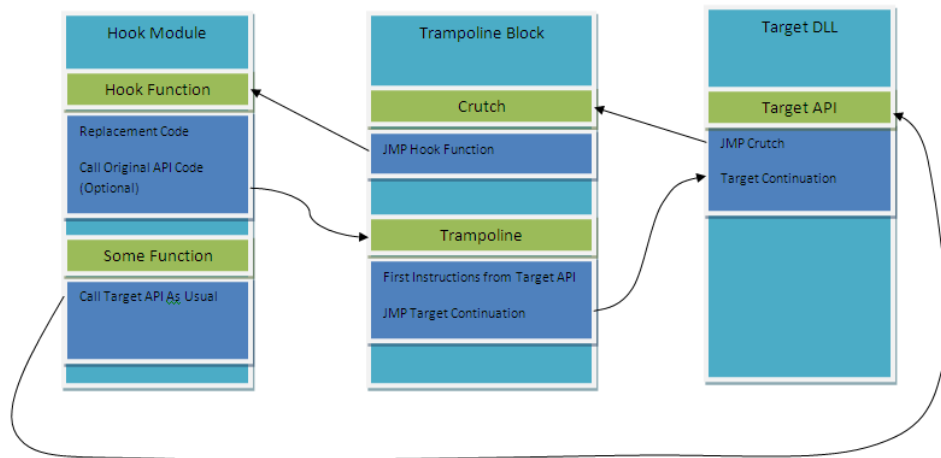 Hook Module
Hook Function
Replacement Code
Call Original API Code
(Optional)
Some Function
Call Target API As Usual
Trampoline Block
Crutch
JMP Hook Function
Trampoline
First Instructions from Target API
JMP Target Continuation
Target DLL
Target API
JMP Crutch
Target Continuation